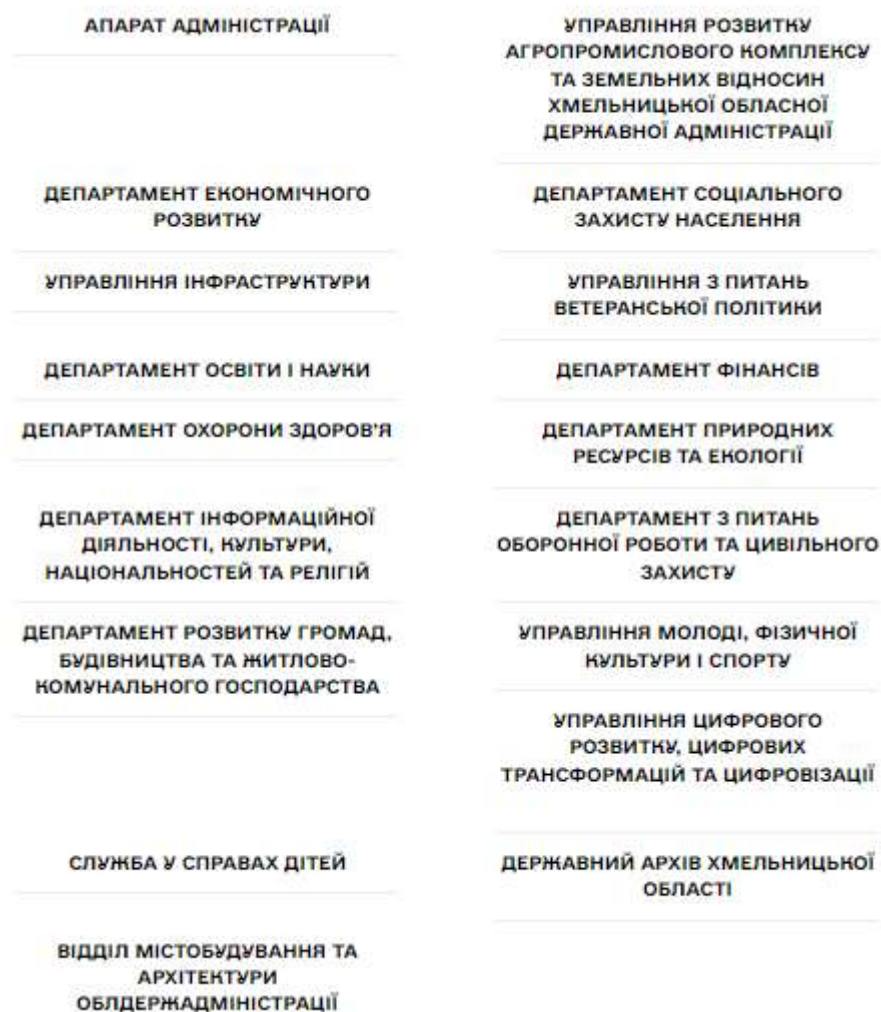 АПАРАТ АДМІНІСТРАЦІЇ
УПРАВЛІННЯ РОЗВИТКУ
АГРОПРОМИСЛОВОГО КОМПЛЕКСУ
ТА ЗЕМЕЛЬНИХ ВІДНОСИН
ХМЕЛЬНИЦЬКОЇ ОБЛАСНОЇ
ДЕРЖАВНОЇ АДМІНІСТРАЦІЇ
ДЕПАРТАМЕНТ ЕКОНОМІЧНОГО
РОЗВИТКУ
ДЕПАРТАМЕНТ СОЦІАЛЬНОГО
ЗАХИСТУ НАСЕЛЕННЯ
УПРАВЛІННЯ ІНФРАСТРУКТУРИ
УПРАВЛІННЯ З ПИТАНЬ
ВЕТЕРАНСЬКОЇ ПОЛІТИКИ
ДЕПАРТАМЕНТ ОСВІТИ І НАУКИ
ДЕПАРТАМЕНТ ФІНАНСІВ
ДЕПАРТАМЕНТ ОХОРОНИ ЗДОРОВ'Я
ДЕПАРТАМЕНТ ПРИРОДНИХ
РЕСУРСІВ ТА ЕКОЛОГІЇ
ДЕПАРТАМЕНТ ІНФОРМАЦІЙНОЇ
ДІЯЛЬНОСТІ, КУЛЬТУРИ,
НАЦІОНАЛЬНОСТЕЙ ТА РЕЛІГІЙ
ДЕПАРТАМЕНТ З ПИТАНЬ
ОБОРОННОЇ РОБОТИ ТА ЦИВІЛЬНОГО
ЗАХИСТУ
ДЕПАРТАМЕНТ РОЗВИТКУ ГРОМАД,
БУДІВНИЦТВА ТА ЖИТЛОВО-
КОМУНАЛЬНОГО ГОСПОДАРСТВА
УПРАВЛІННЯ МОЛОДІ, ФІЗИЧНОЇ
КУЛЬТУРИ І СПОРТУ
УПРАВЛІННЯ ЦИФРОВОГО
РОЗВИТКУ, ЦИФРОВИХ
ТРАНСФОРМАЦІЙ ТА ЦИФРОВІЗАЦІЇ
СЛУЖБА У СПРАВАХ ДІТЕЙ
ДЕРЖАВНИЙ АРХІВ ХМЕЛЬНИЦЬКОЇ
ОБЛАСТІ
ВІДДІЛ МІСТОБУДУВАННЯ ТА
АРХІТЕКТУРИ
ОБЛДЕРЖАДМІНІСТРАЦІЇ